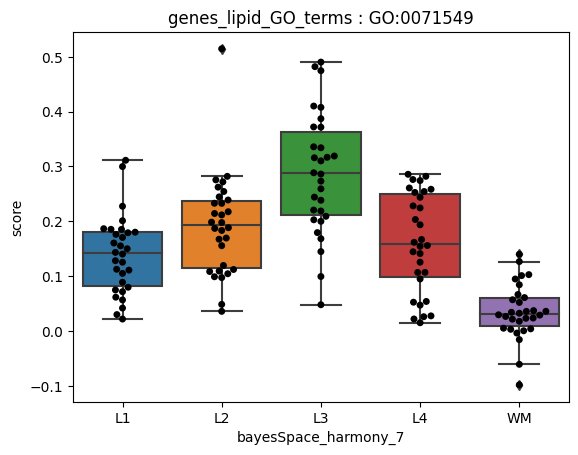 genes_lipid_GO_terms : GO:0071549
score
0.5
0.4
0.3
0.2
0.1
0.0
−0.1
L1 L2 L3 L4 WM
bayesSpace_harmony_7